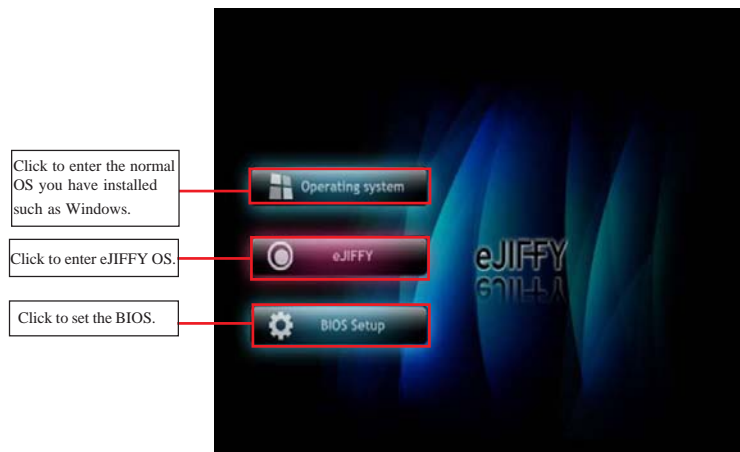 Click to enter the normal
OS you have installed
such as Windows.
Operating system
Click to enter eJIFFY OS.
eJIFFY
eJIFFY
Click to set the BIOS.
BIOS Setup